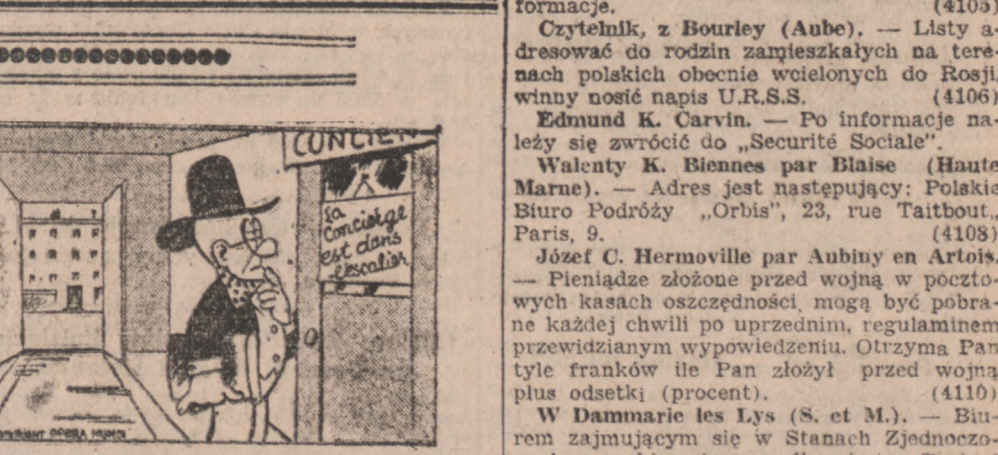 CONCIER
La
Concierge
est dans
l'escalier
COPYRIGHT OPERA MUNDI
formacje. (4105)
Czytelnik, z Bourley (Aube). — Listy a-
dresować do rodzin zamieszkałych na tere-
nach polskich obecnie wcielonych do Rosji
winny nosić napis U.R.S.S. (4106)
Edmund K. Carvin. — Po informacje na-
leży się zwrócić do „Securité Sociale".
Walenty K. Biennes par Blaise (Haute
Marne). — Adres jest następujący: Polskie
Biuro Podróży „Orbis", 23, rue Taitbout,
Paris, 9. (4108)
Józef C. Hermoville par Aubiny en Artois.
— Pieniądze złożone przed wojną w poczto-
wych kasach oszczędności, mogą być pobra-
ne każdej chwili po uprzednim, regulaminem
przewidzianym wypowiedzeniu. Otrzyma Pan
tyle franków ile Pan złożył przed wojną
plus odsetki (procent). (4110)
W Dammarie les Lys (S. et M.). — Biu-
rem zajmującym się w Stanach Zjednoczo-